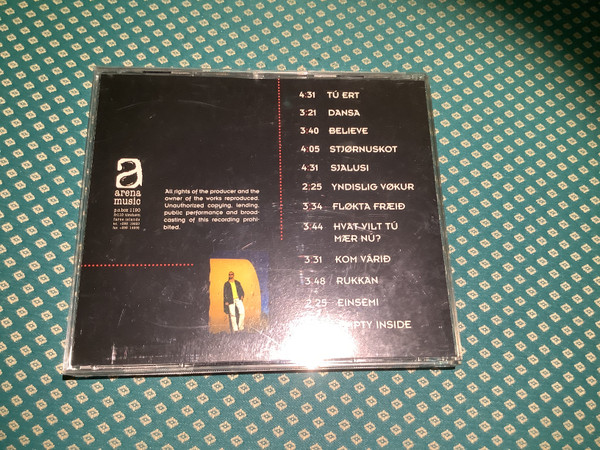 a
arena
music
p.o.box 1180
All rights of the producer and the
owner of the works reproduced.
Unauthorized copying, lending,
public performance and broad-
casting of this recording prohi-
bited.
4:31 TÚ ERT
3:21 DANSA
3:40 BELIEVE
4:05 STJØRNUSKOT
4:31 SJALUSI
2:25 YNDISLIG VØKUR
3:34 FLØKTA FRÆIÐ
3:44 HVAT VILT TÚ
MÆR NÚ?
3:31 KOM VÁRIÐ
3:48 RUKKAN
2:25 EINSEMI
INSIDE